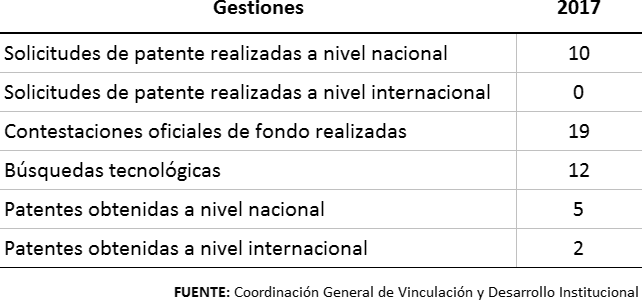 Gestiones 2017
Solicitudes de patente realizadas a nivel nacional 10
Solicitudes de patente realizadas a nivel internacional 0
Contestaciones oficiales de fondo realizadas 19
Búsquedas tecnológicas 12
Patentes obtenidas a nivel nacional 5
Patentes obtenidas a nivel internacional 2
FUENTE: Coordinación General de Vinculación y Desarrollo Institucional